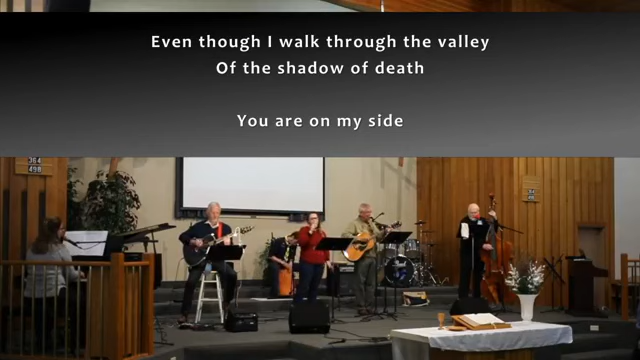 Even though I walk through the valley
Of the shadow of death
You are on my side
364
498